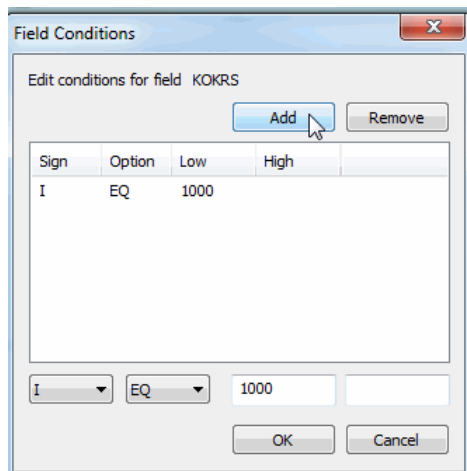 Field Conditions
Edit conditions for field KOKRS
Add Remove
Sign Option Low High
I EQ 1000
I EQ 1000
OK Cancel